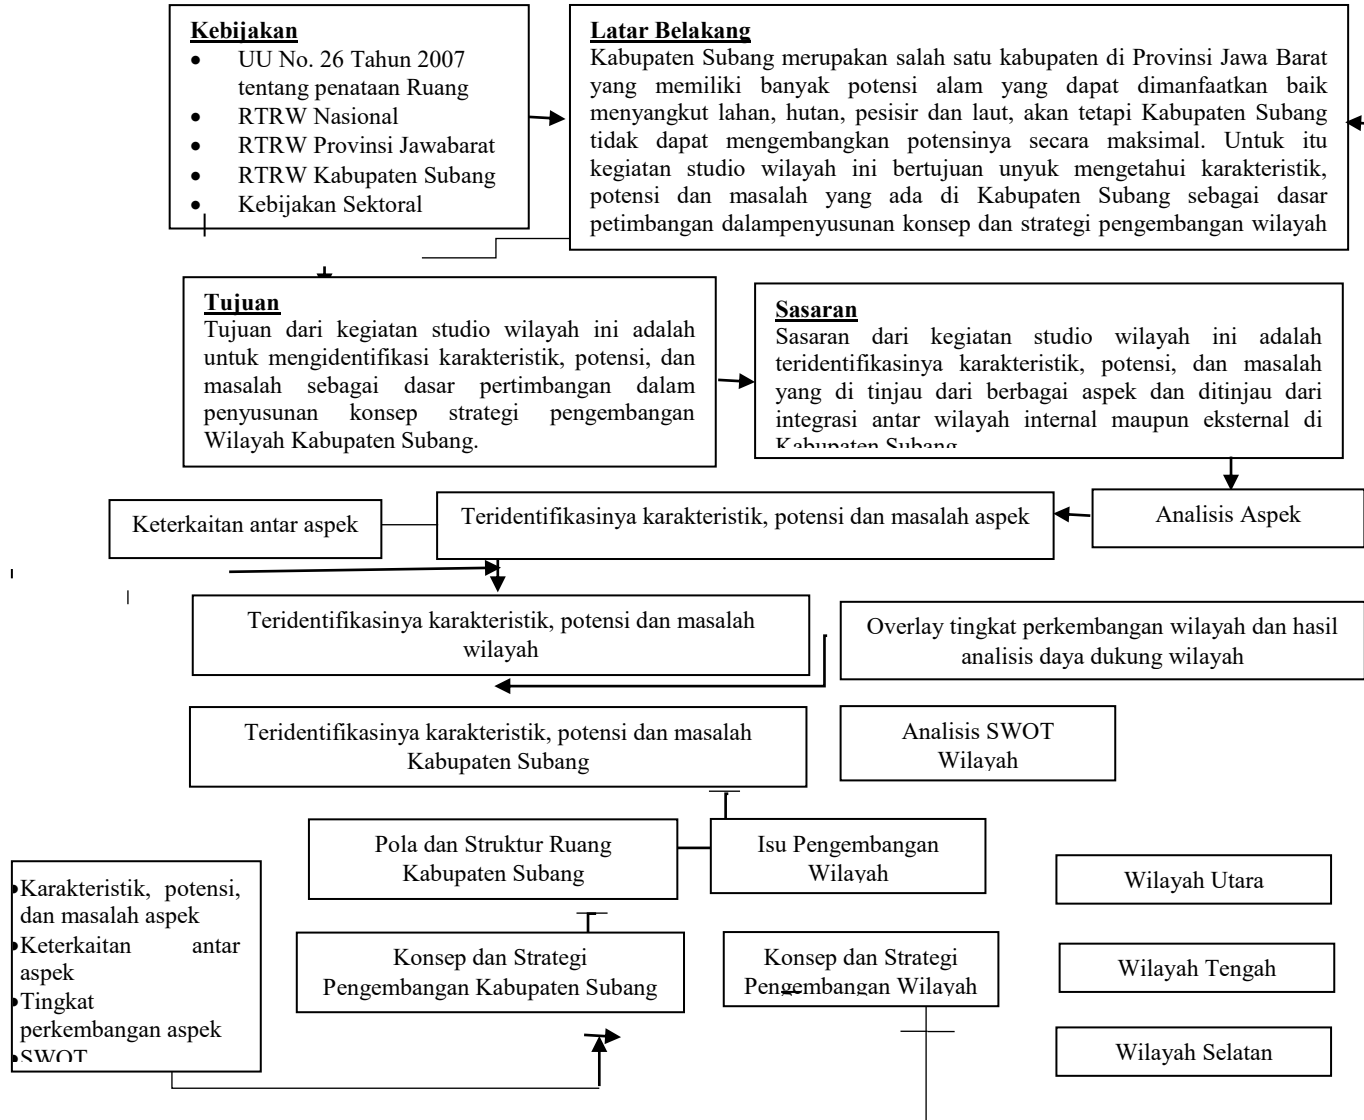 Kebijakan
• UU No. 26 Tahun 2007
tentang penataan Ruang
• RTRW Nasional
• RTRW Provinsi Jawabarat
• RTRW Kabupaten Subang
• Kebijakan Sektoral
Latar Belakang
Kabupaten Subang merupakan salah satu kabupaten di Provinsi Jawa Barat
yang memiliki banyak potensi alam yang dapat dimanfaatkan baik
menyangkut lahan, hutan, pesisir dan laut, akan tetapi Kabupaten Subang
tidak dapat mengembangkan potensinya secara maksimal. Untuk itu
kegiatan studio wilayah ini bertujuan unyuk mengetahui karakteristik,
potensi dan masalah yang ada di Kabupaten Subang sebagai dasar
petimbangan dalampenyusunan konsep dan strategi pengembangan wilayah
Tujuan
Tujuan dari kegiatan studio wilayah ini adalah
untuk mengidentifikasi karakteristik, potensi, dan
masalah sebagai dasar pertimbangan dalam
penyusunan konsep strategi pengembangan
Wilayah Kabupaten Subang.
Sasaran
Sasaran dari kegiatan studio wilayah ini adalah
teridentifikasinya karakteristik, potensi, dan masalah
yang di tinjau dari berbagai aspek dan ditinjau dari
integrasi antar wilayah internal maupun eksternal di
Kabupaten Subang
Keterkaitan antar aspek
Teridentifikasinya karakteristik, potensi dan masalah aspek
Analisis Aspek
Teridentifikasinya karakteristik, potensi dan masalah
wilayah
Overlay tingkat perkembangan wilayah dan hasil
analisis daya dukung wilayah
Teridentifikasinya karakteristik, potensi dan masalah
Kabupaten Subang
Analisis SWOT
Wilayah
Pola dan Struktur Ruang
Kabupaten Subang
Isu Pengembangan
Wilayah
•Karakteristik, potensi,
dan masalah aspek
•Keterkaitan antar
aspek
•Tingkat
perkembangan aspek
•SWOT
Konsep dan Strategi
Pengembangan Kabupaten Subang
Konsep dan Strategi
Pengembangan Wilayah
Wilayah Utara
Wilayah Tengah
Wilayah Selatan